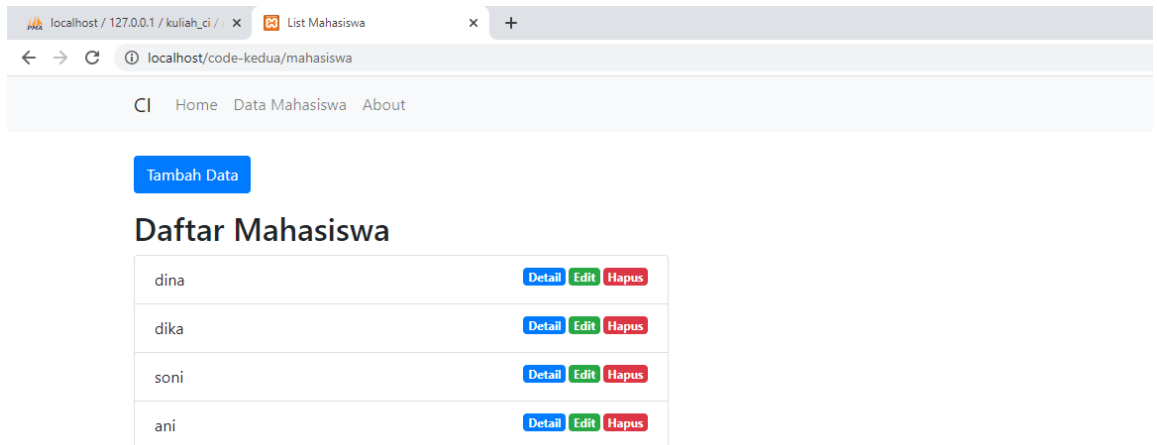 localhost / 127.0.0.1 / kuliah_ci / List Mahasiswa
localhost/code-kedua/mahasiswa
CI Home Data Mahasiswa About
Tambah Data
Daftar Mahasiswa
dina Detail Edit Hapus
dika Detail Edit Hapus
soni Detail Edit Hapus
ani Detail Edit Hapus